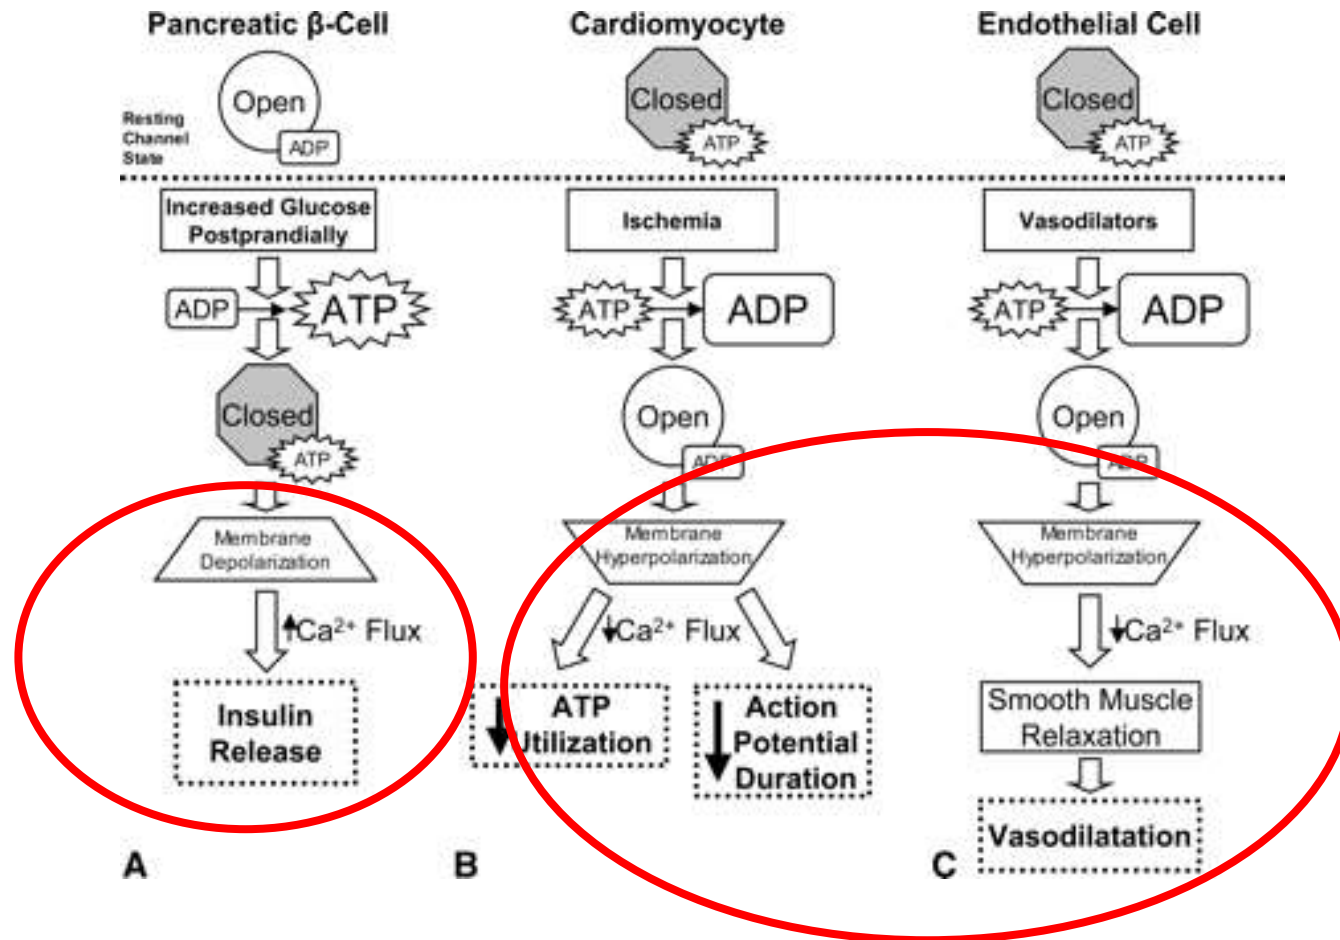 Pancreatic β-Cell
Open
ADP
Resting
Channel
State
Increased Glucose
Postprandially
ADP
ATP
Closed
ATP
Membrane
Depolarization
Ca²⁺ Flux
Insulin
Release
A
Cardiomyocyte
Closed
ATP
Ischemia
ATP
ADP
Open
ADP
Membrane
Hyperpolarization
Ca²⁺ Flux
ATP
Utilization
Action
Potential
Duration
B
Endothelial Cell
Closed
ATP
Vasodilators
ATP
ADP
Open
ADP
Membrane
Hyperpolarization
Ca²⁺ Flux
Smooth Muscle
Relaxation
Vasodilatation
C